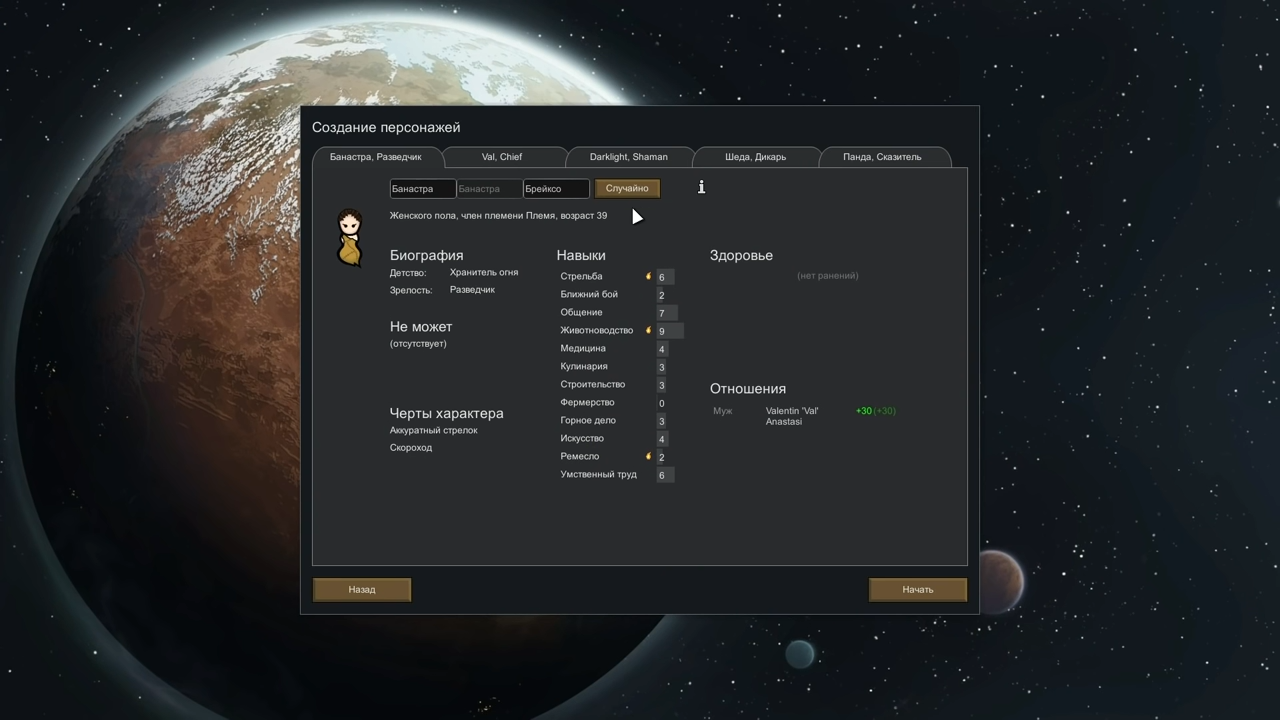 Создание персонажей
Банастра, Разведчик
Val, Chief
Darklight, Shaman
Шеда, Дикарь
Панда, Сказитель
Банастра Банастра Брейксо Случайно
Женского пола, член племени Племя, возраст 39
Биография
Детство: Хранитель огня
Зрелость: Разведчик
Не может
(отсутствует)
Черты характера
Аккуратный стрелок
Скороход
Навыки
Стрельба 6
Ближний бой 2
Общение 7
Животноводство 9
Медицина 4
Кулинария 3
Строительство 3
Фермерство 0
Горное дело 3
Искусство 4
Ремесло 2
Умственный труд 6
Здоровье
(нет ранений)
Отношения
Муж Valentin 'Val' +30 (+30)
Anastasi
Назад
Начать